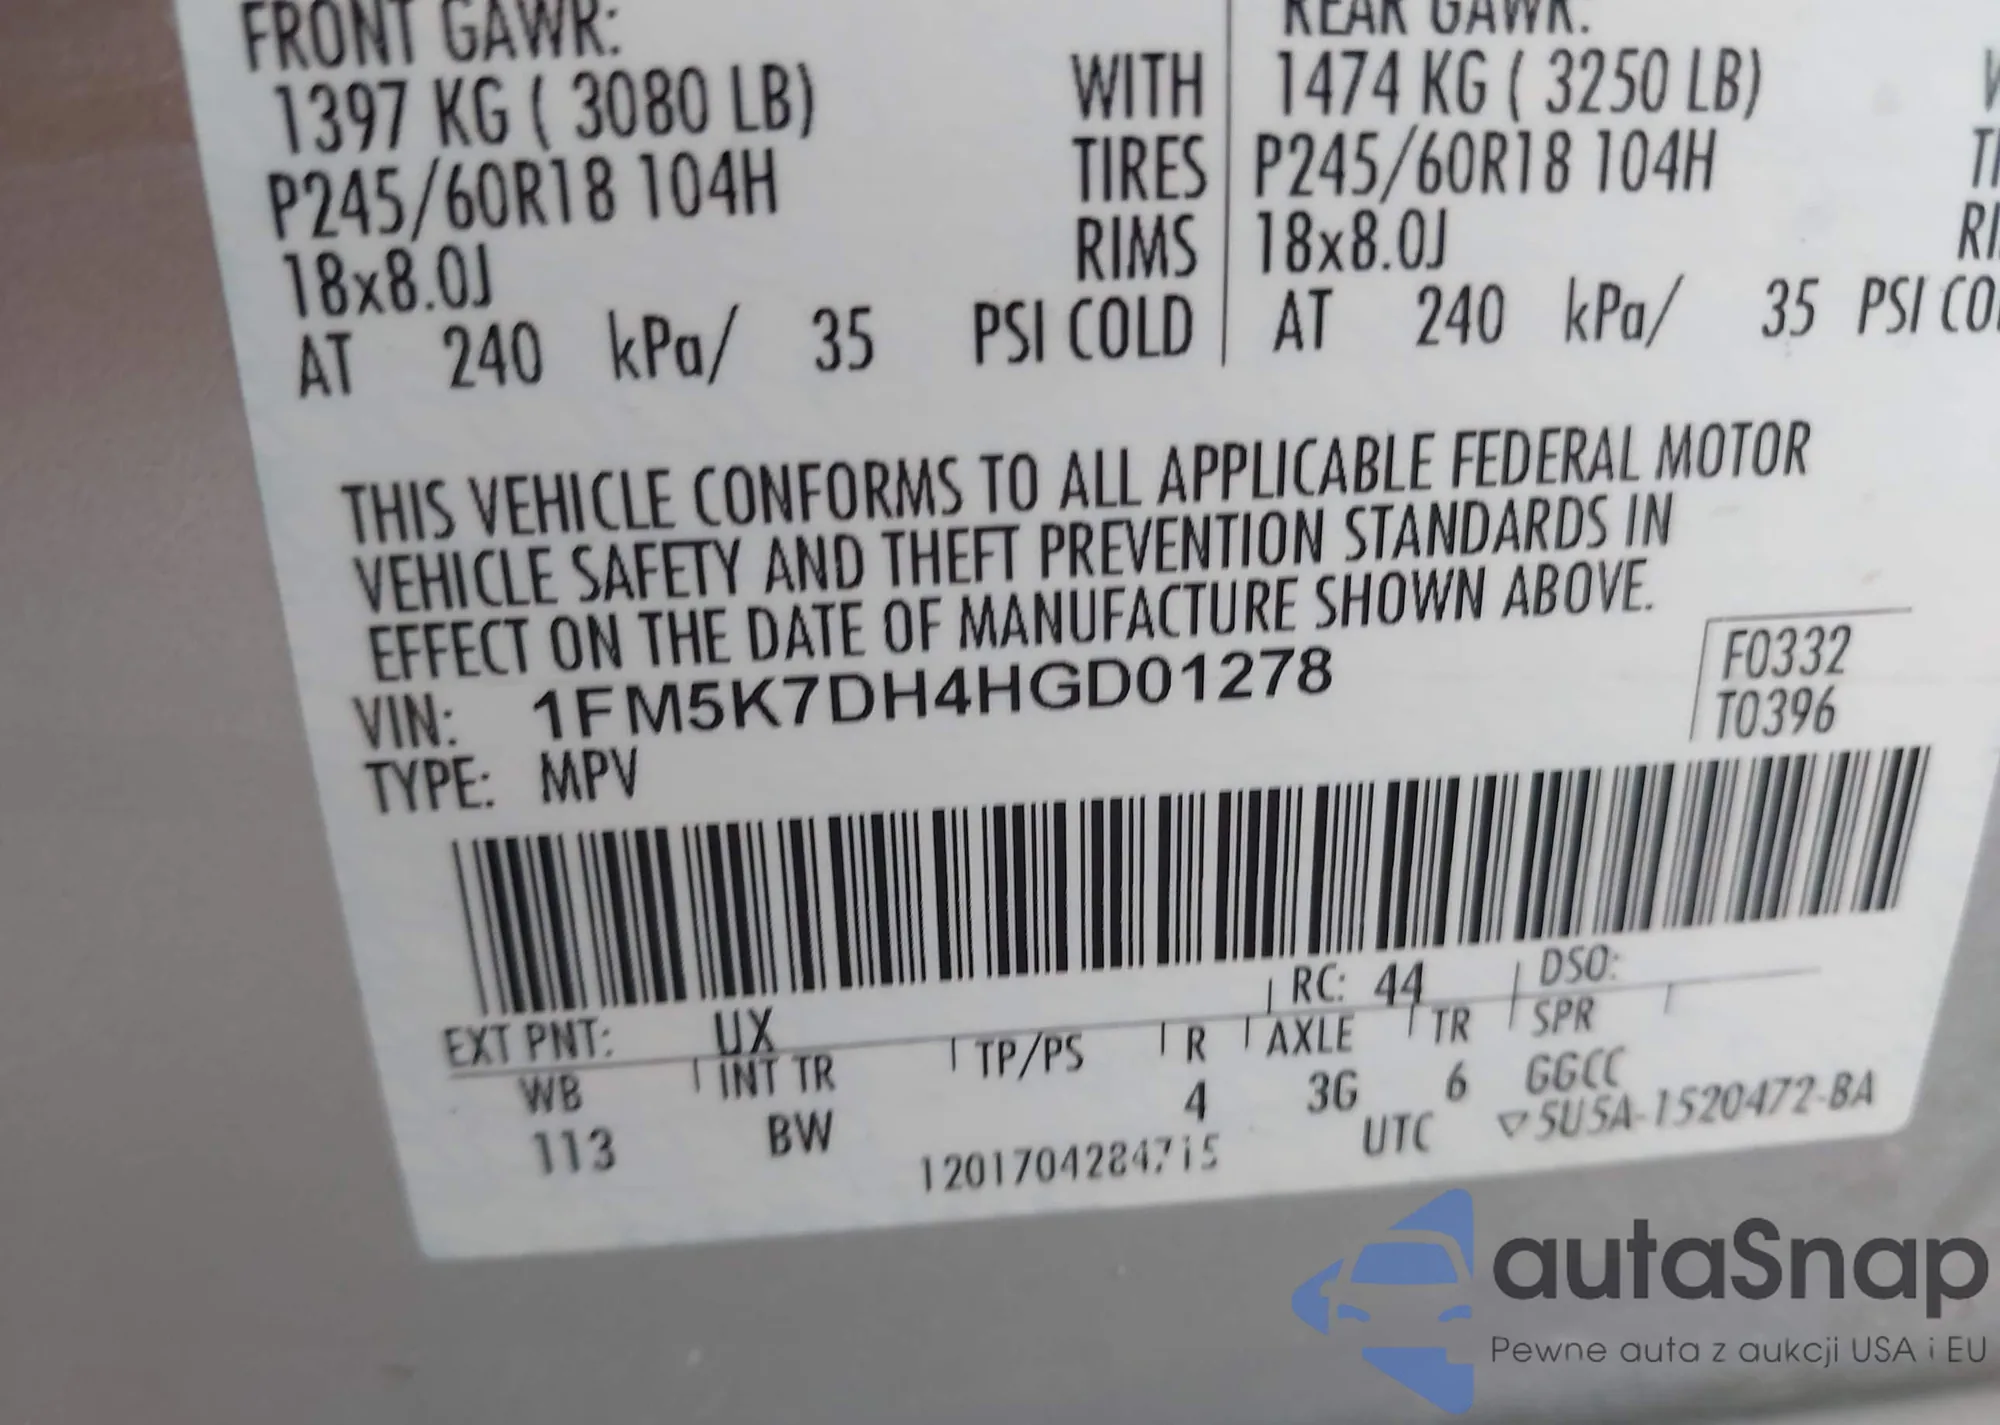 FRONT GAWR: REAR GAWR:
1397 KG ( 3080 LB) WITH 1474 KG ( 3250 LB)
P245/60R18 104H TIRES P245/60R18 104H
18x8.0J RIMS 18x8.0J
AT 240 kPa/ 35 PSI COLD AT 240 kPa/ 35 PSI CO
THIS VEHICLE CONFORMS TO ALL APPLICABLE FEDERAL MOTOR
VEHICLE SAFETY AND THEFT PREVENTION STANDARDS IN
EFFECT ON THE DATE OF MANUFACTURE SHOWN ABOVE.
VIN: 1FM5K7DH4HGD01278 F0332
TYPE: MPV T0396
EXT PNT: UX RC: 44 DSO:
WB INT TR TP/PS R AXLE TR SPR
113 BW 4 3G 6 GGCC
1201704284715 UTC ▽5U5A-1520472-BA
autaSnap
Pewne auta z aukcji USA i EU